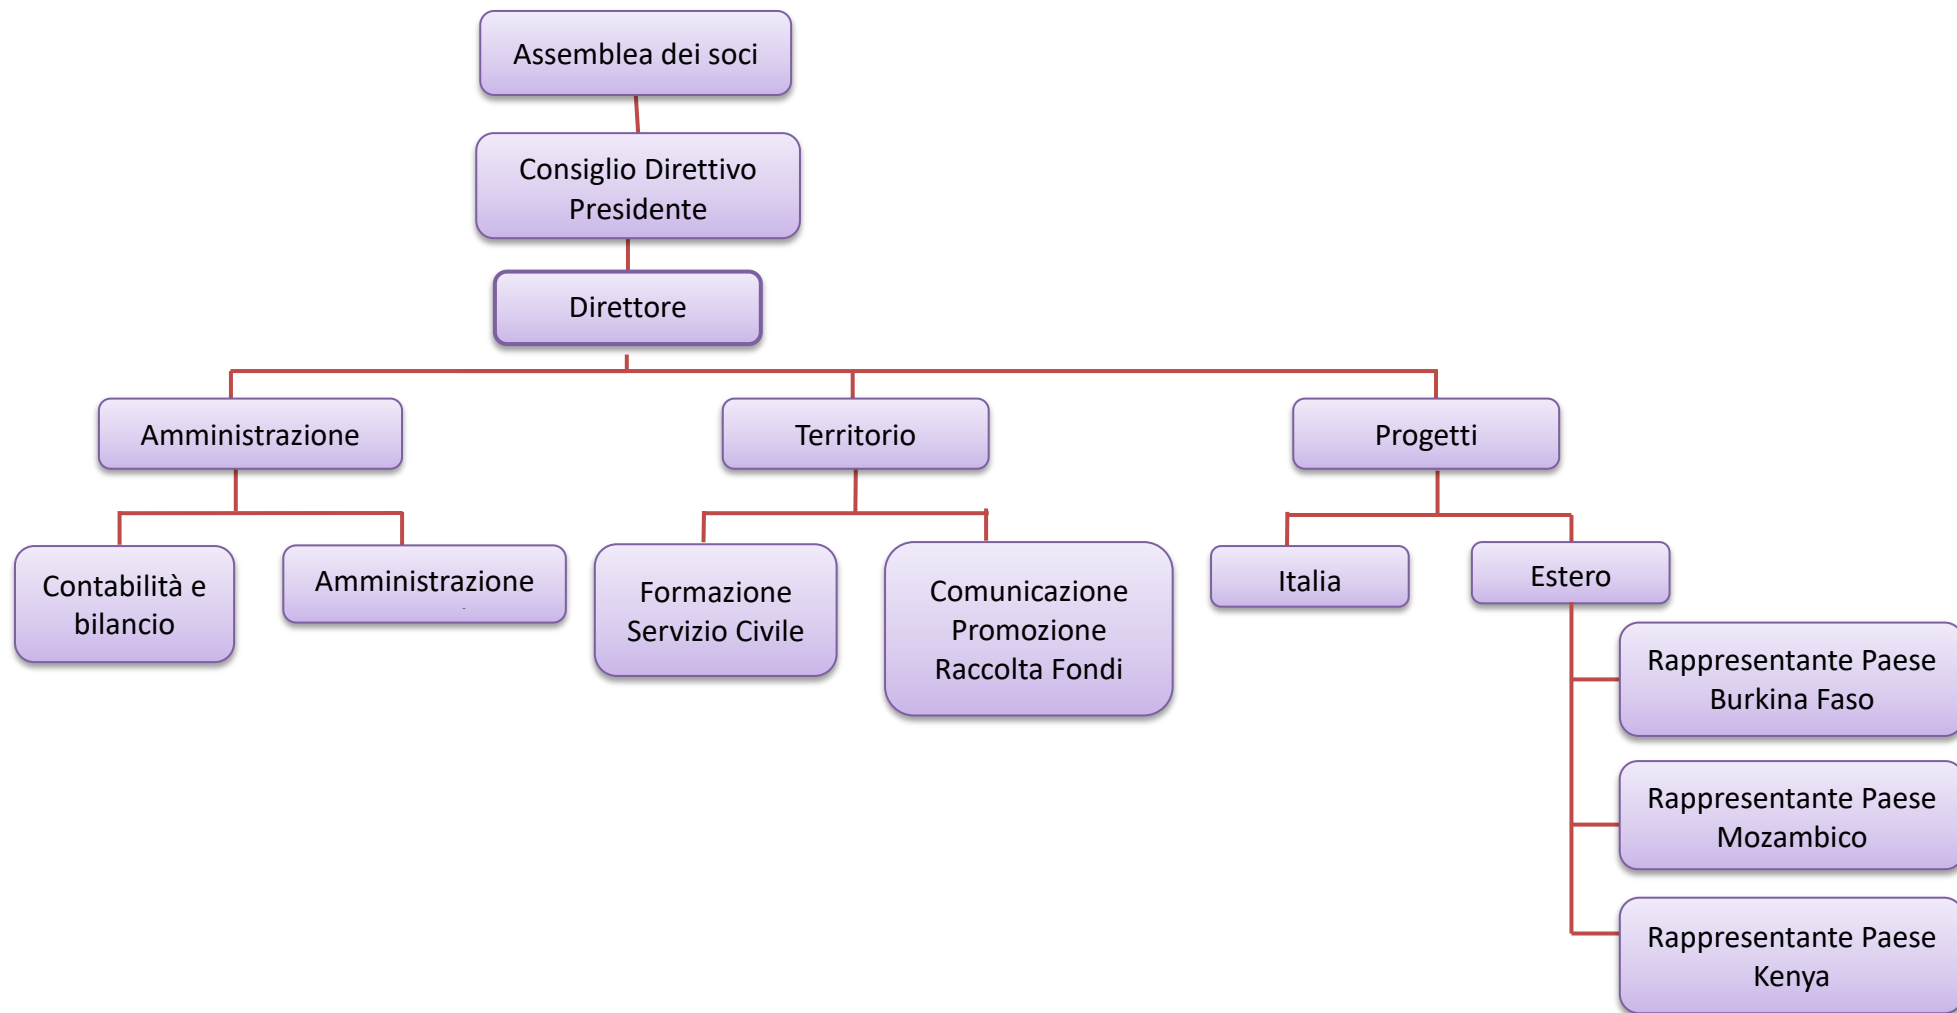 Assemblea dei soci
Consiglio Direttivo
Presidente
Direttore
Amministrazione
Territorio
Progetti
Contabilità e
bilancio
Amministrazione
Formazione
Servizio Civile
Comunicazione
Promozione
Raccolta Fondi
Italia
Estero
Rappresentante Paese
Burkina Faso
Rappresentante Paese
Mozambico
Rappresentante Paese
Kenya